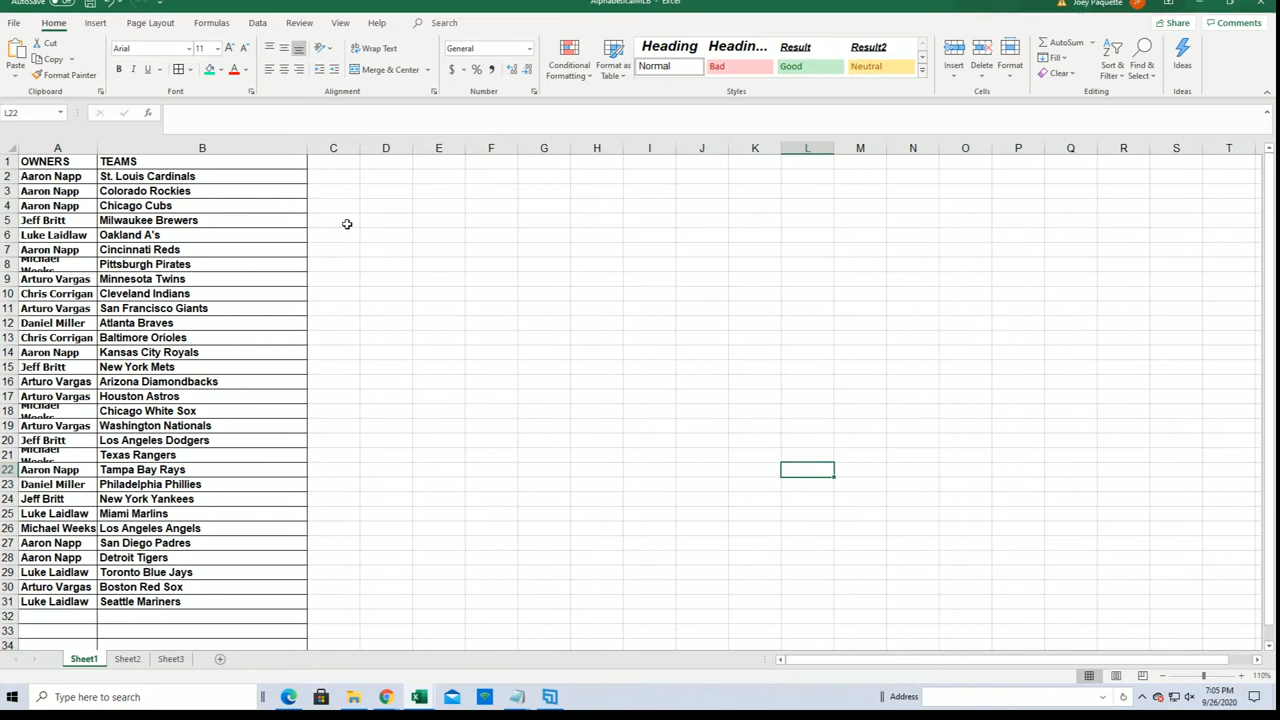 AutoSave Off AlphabeticalMLB - Excel Joey Paquette JP
File Home Insert Page Layout Formulas Data Review View Help Search Share Comments
Paste Cut Copy Format Painter Clipboard
Arial 11 B I U A Font
Wrap Text Merge & Center Alignment
General $ % , Number
Conditional Formatting Format as Table
Heading Headin... Result Result2
Normal Bad Good Neutral
Styles
Insert Delete Format Cells
AutoSum Fill Clear Sort & Filter Find & Select Editing
Ideas Ideas
L22 fx
A B C D E F G H I J K L M N O P Q R S T
1 OWNERS TEAMS
2 Aaron Napp St. Louis Cardinals
3 Aaron Napp Colorado Rockies
4 Aaron Napp Chicago Cubs
5 Jeff Britt Milwaukee Brewers
6 Luke Laidlaw Oakland A's
7 Aaron Napp Cincinnati Reds
8 Michael Weeks Pittsburgh Pirates
9 Arturo Vargas Minnesota Twins
10 Chris Corrigan Cleveland Indians
11 Arturo Vargas San Francisco Giants
12 Daniel Miller Atlanta Braves
13 Chris Corrigan Baltimore Orioles
14 Aaron Napp Kansas City Royals
15 Jeff Britt New York Mets
16 Arturo Vargas Arizona Diamondbacks
17 Arturo Vargas Houston Astros
18 Michael Weeks Chicago White Sox
19 Arturo Vargas Washington Nationals
20 Jeff Britt Los Angeles Dodgers
21 Michael Weeks Texas Rangers
22 Aaron Napp Tampa Bay Rays
23 Daniel Miller Philadelphia Phillies
24 Jeff Britt New York Yankees
25 Luke Laidlaw Miami Marlins
26 Michael Weeks Los Angeles Angels
27 Aaron Napp San Diego Padres
28 Aaron Napp Detroit Tigers
29 Luke Laidlaw Toronto Blue Jays
30 Arturo Vargas Boston Red Sox
31 Luke Laidlaw Seattle Mariners
32
33
34
Sheet1 Sheet2 Sheet3
110%
Type here to search Address 7:05 PM
9/26/2020